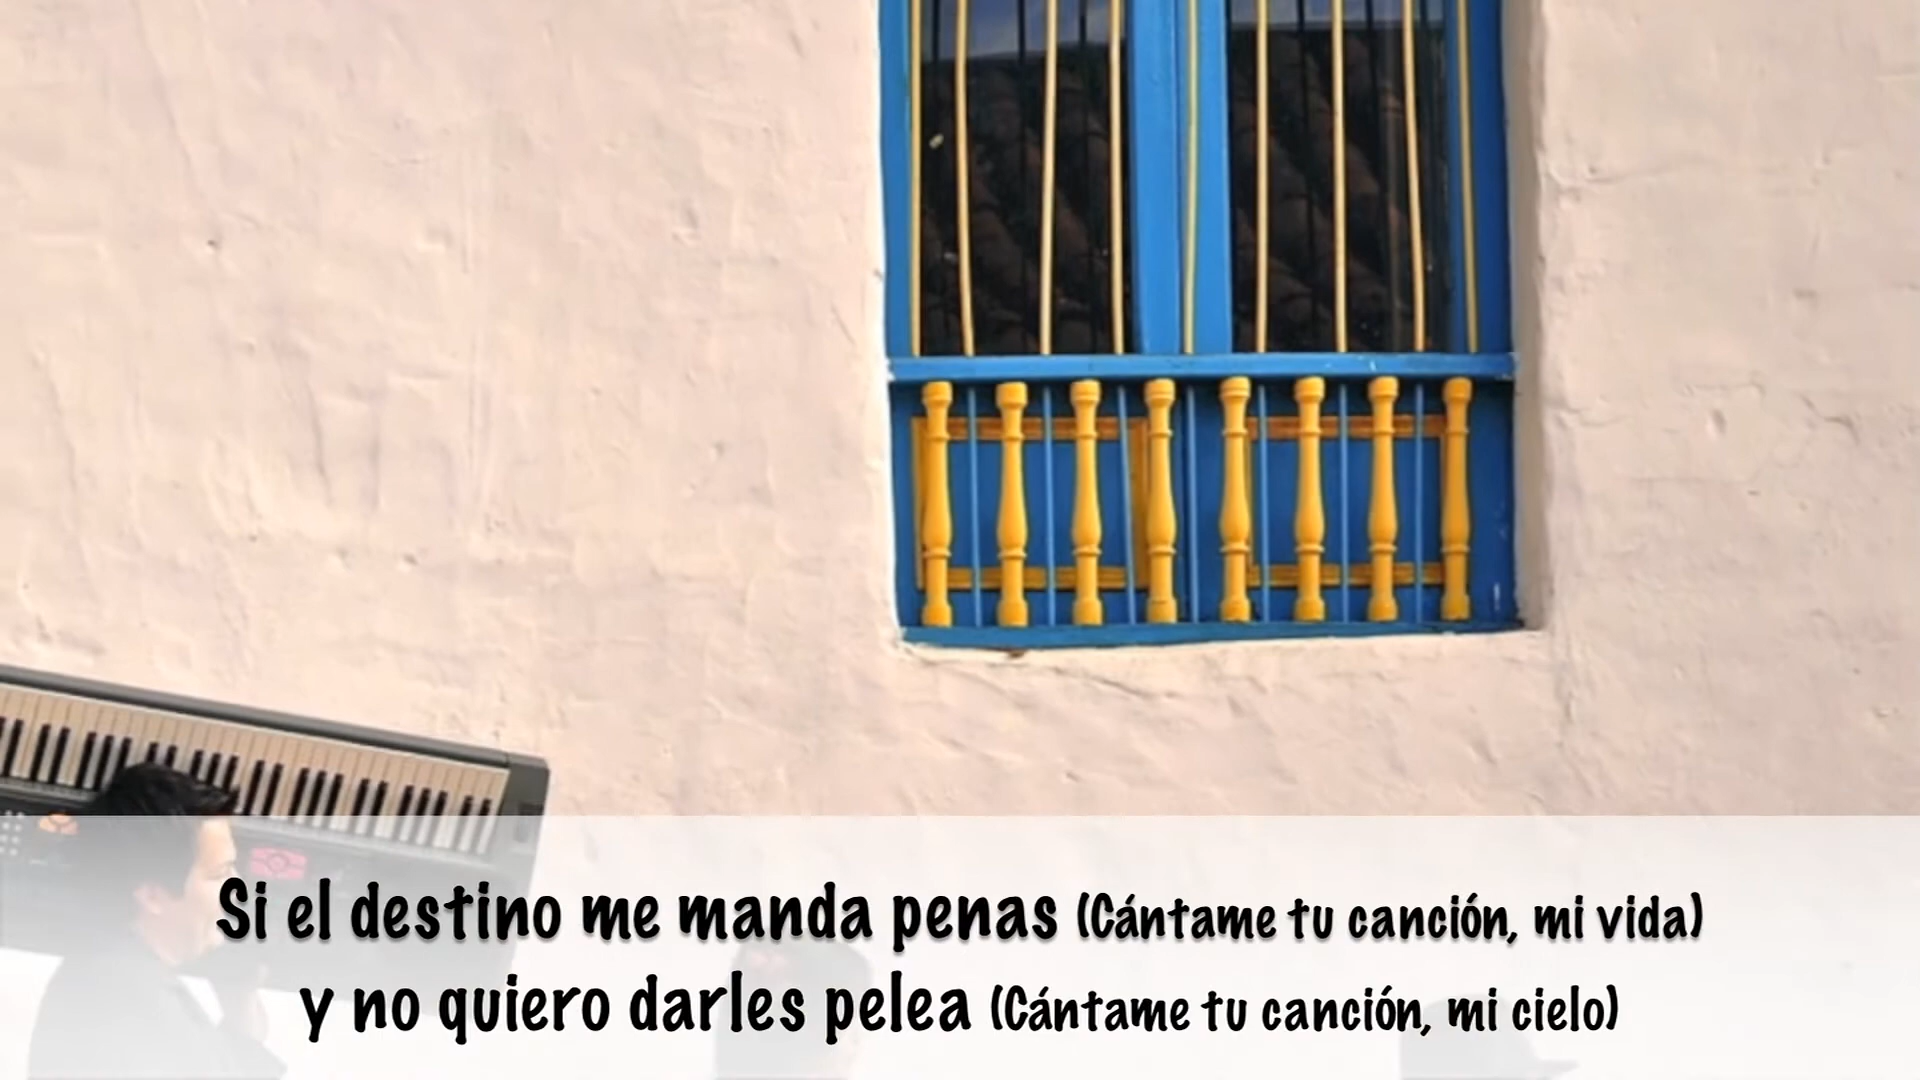 Si el destino me manda penas (Cántame tu canción, mi vida)
y no quiero darles pelea (Cántame tu canción, mi cielo)